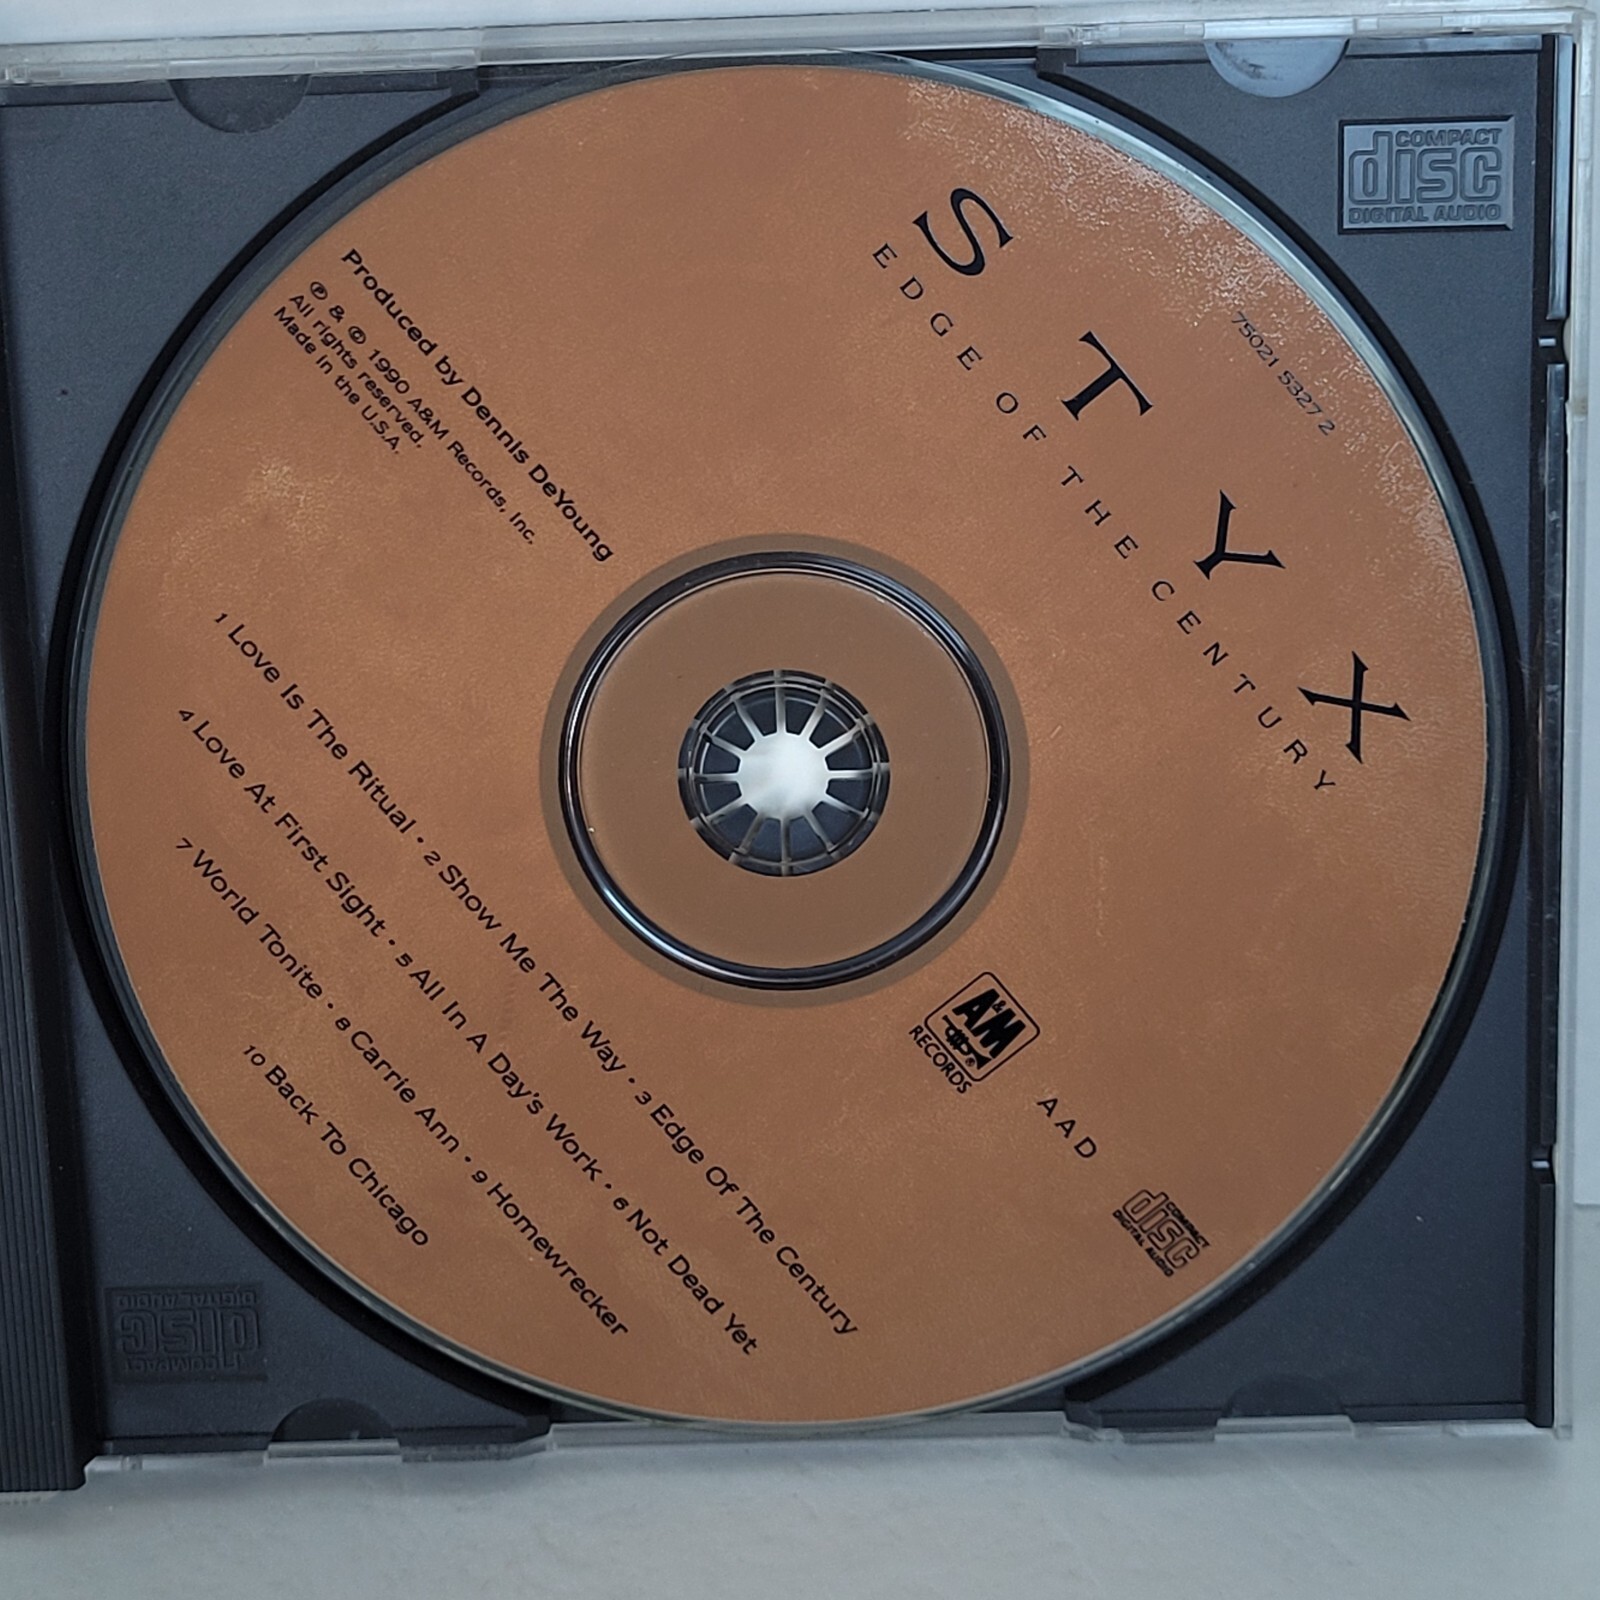 COMPACT
disc
DIGITAL AUDIO
75021 5327 2
STYX
EDGE OF THE CENTURY
Produced by Dennis DeYoung
℗ & © 1990 A&M Records, Inc.
All rights reserved.
Made in the U.S.A.
A&M
®
RECORDS
AAD
COMPACT
disc
DIGITAL AUDIO
1 Love Is The Ritual • 2 Show Me The Way • 3 Edge Of The Century
4 Love At First Sight • 5 All In A Day's Work • 6 Not Dead Yet
7 World Tonite • 8 Carrie Ann • 9 Homewrecker
10 Back To Chicago
COMPACT
disc
DIGITAL AUDIO